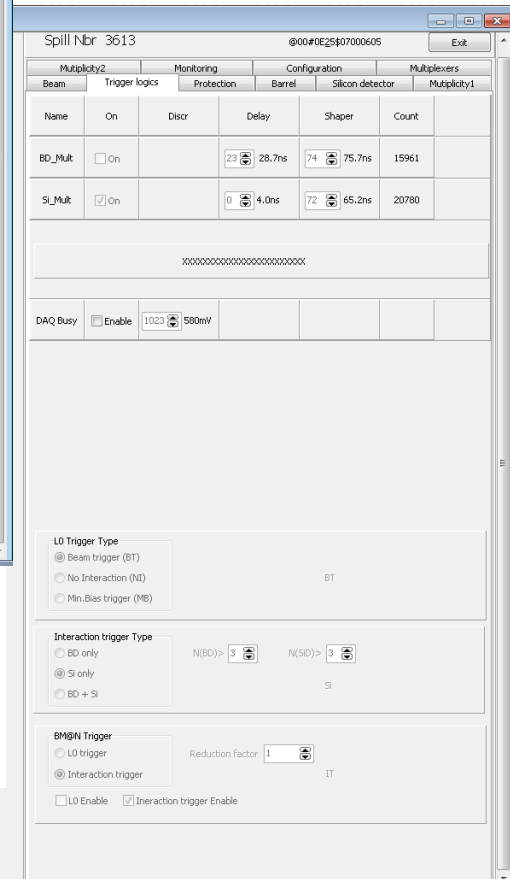 Spill Nbr 3613 @00#0E25$07000605 Exit
Mutiplicity2 Monitoring Configuration Multiplexers
Beam Trigger logics Protection Barrel Silicon detector Mutiplicity1
Name On Discr Delay Shaper Count
BD_Mult On 23 28.7ns 74 75.7ns 15961
Si_Mult On 0 4.0ns 72 65.2ns 20780
XXXXXXXXXXXXXXXXXXXXXXXX
DAQ Busy Enable 1023 580mV
L0 Trigger Type
Beam trigger (BT)
No Interaction (NI) BT
Min.Bias trigger (MB)
Interaction trigger Type
BD only N(BD)> 3 N(SiD)> 3
Si only
Si
BD + Si
BM@N Trigger
L0 trigger Reduction factor 1
Interaction trigger IT
L0 Enable Ineraction trigger Enable